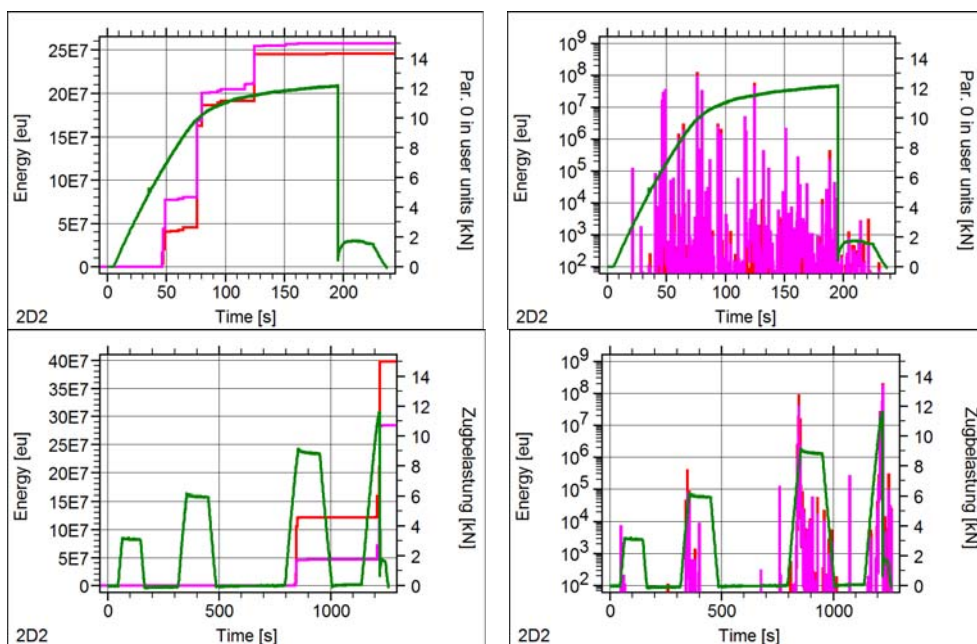 25E7
20E7
15E7
10E7
5E7
0
Energy [eu]
14
12
10
8
6
4
2
0
Par. 0 in user units [kN]
0 50 100 150 200
Time [s]
2D2
10⁹
10⁸
10⁷
10⁶
10⁵
10⁴
10³
10²
Energy [eu]
14
12
10
8
6
4
2
0
Par. 0 in user units [kN]
0 50 100 150 200
Time [s]
2D2
40E7
35E7
30E7
25E7
20E7
15E7
10E7
5E7
0
Energy [eu]
14
12
10
8
6
4
2
0
Zugbelastung [kN]
0 500 1000
Time [s]
2D2
10⁹
10⁸
10⁷
10⁶
10⁵
10⁴
10³
10²
Energy [eu]
14
12
10
8
6
4
2
0
Zugbelastung [kN]
0 500 1000
Time [s]
2D2